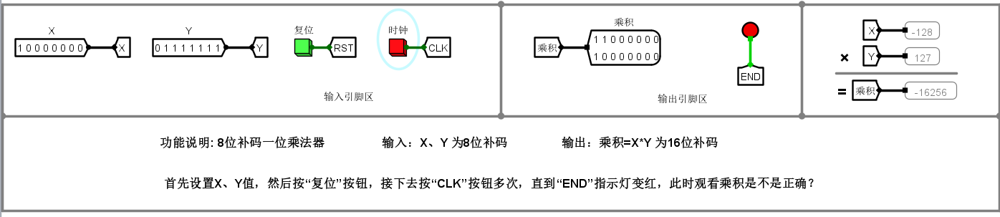 X
10000000
X
Y
01111111
Y
复位
RST
时钟
CLK
输入引脚区
乘积
乘积
11000000
10000000
END
输出引脚区
X
-128
×
Y
127
=
乘积
-16256
功能说明: 8位补码一位乘法器 输入：X、Y 为8位补码 输出：乘积=X*Y 为16位补码
首先设置X、Y值，然后按“复位”按钮，接下去按“CLK”按钮多次，直到“END”指示灯变红，此时观看乘积是不是正确？